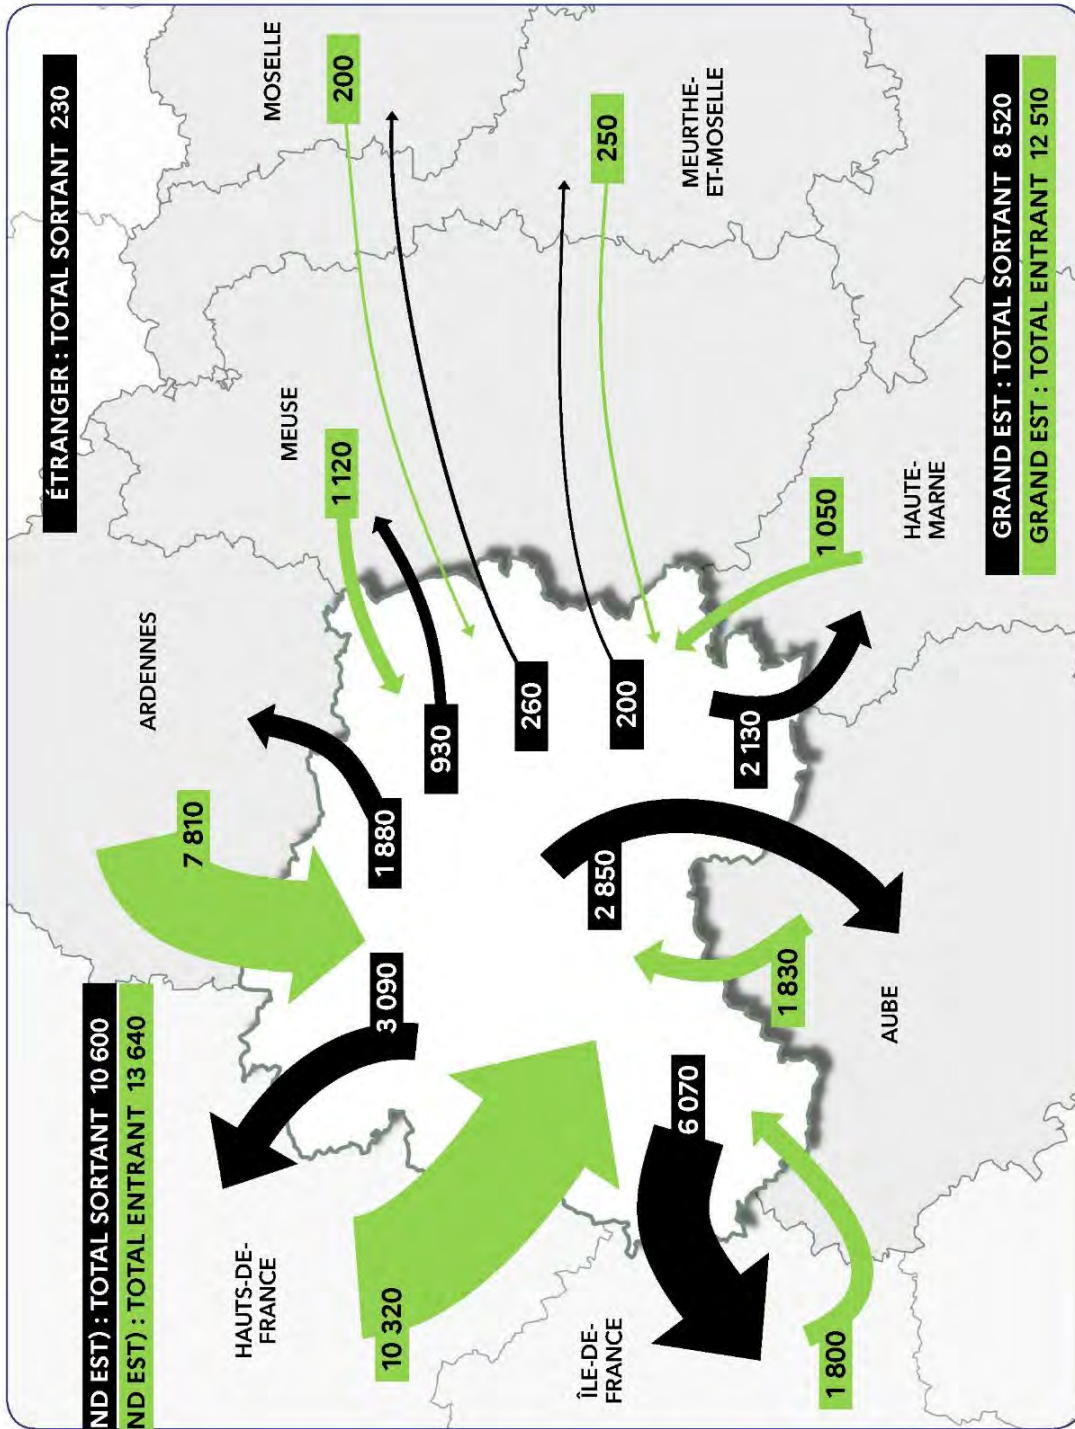 ND EST) : TOTAL SORTANT 10 600
ND EST) : TOTAL ENTRANT 13 640
ÉTRANGER : TOTAL SORTANT 230
ARDENNES
7 810
HAUTS-DE-
FRANCE
3 090
1 880
MEUSE
1 120
MOSELLE
200
10 320
930
260
ÎLE-DE-
FRANCE
2 850
200
250
6 070
MEURTHE-
ET-MOSELLE
2 130
1 800
1 830
1 050
AUBE
HAUTE-
MARNE
GRAND EST : TOTAL SORTANT 8 520
GRAND EST : TOTAL ENTRANT 12 510